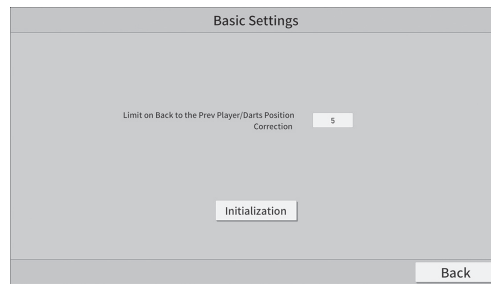 Basic Settings
Limit on Back to the Prev Player/Darts Position
Correction
5
Initialization
Back